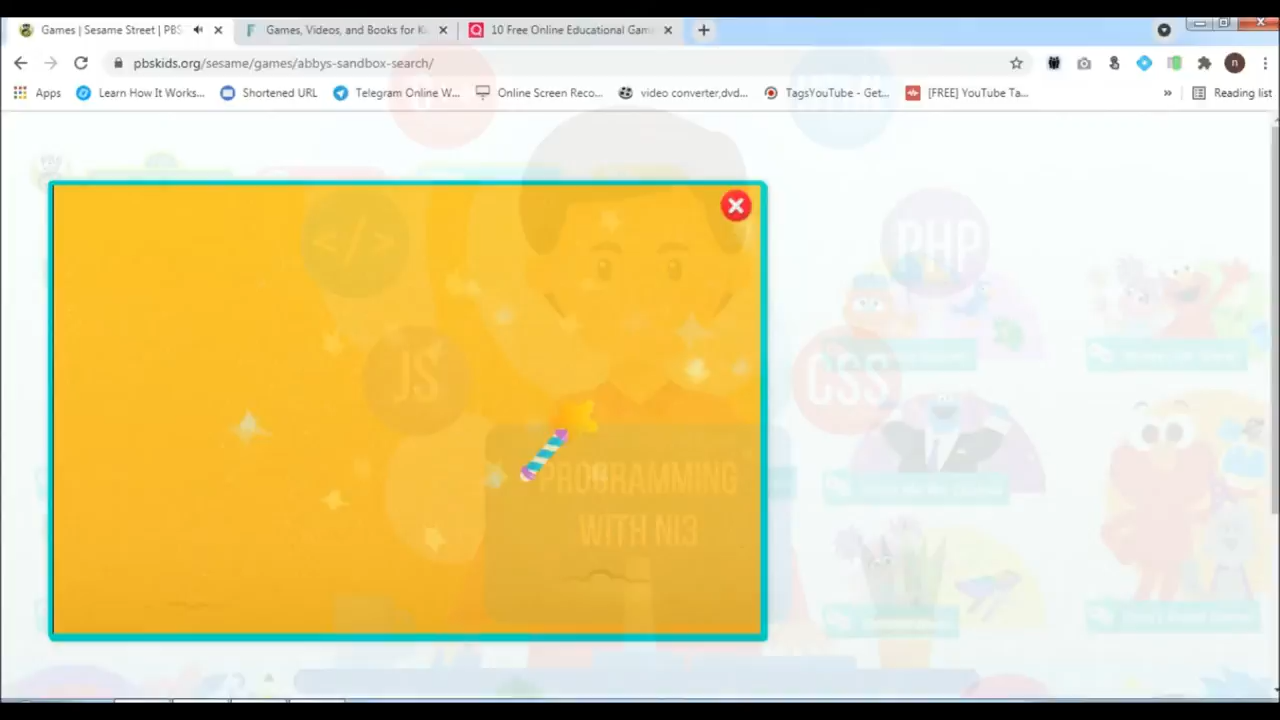 Games | Sesame Street | PBS
Games, Videos, and Books for Ki
10 Free Online Educational Gam
pbskids.org/sesame/games/abbys-sandbox-search/
n
Apps
Learn How It Works...
Shortened URL
Telegram Online W...
Online Screen Reco...
video converter,dvd...
TagsYouTube - Get...
[FREE] YouTube Ta...
»
Reading list
</>
PHP
JS
CSS
PROGRAMMING
WITH NI3